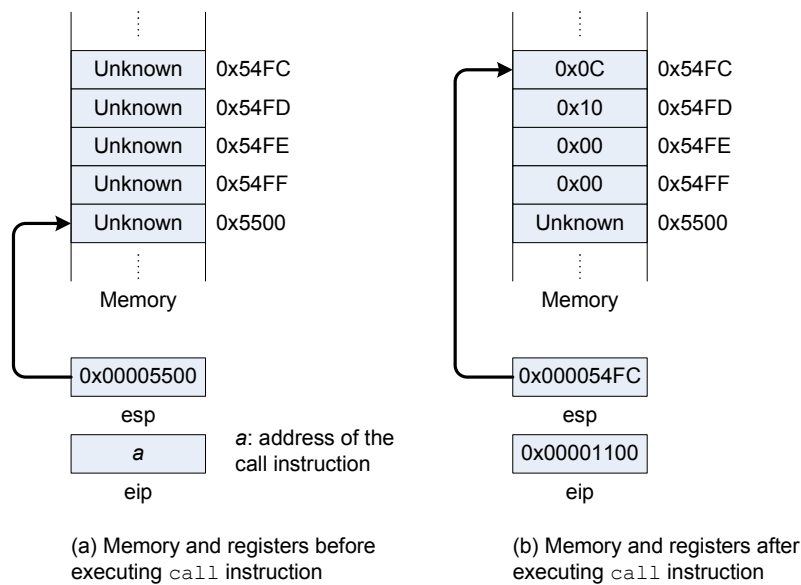 Unknown 0x54FC
Unknown 0x54FD
Unknown 0x54FE
Unknown 0x54FF
Unknown 0x5500
Memory
0x00005500
esp
a
eip
a: address of the
call instruction
(a) Memory and registers before
executing call instruction
0x0C 0x54FC
0x10 0x54FD
0x00 0x54FE
0x00 0x54FF
Unknown 0x5500
Memory
0x000054FC
esp
0x00001100
eip
(b) Memory and registers after
executing call instruction